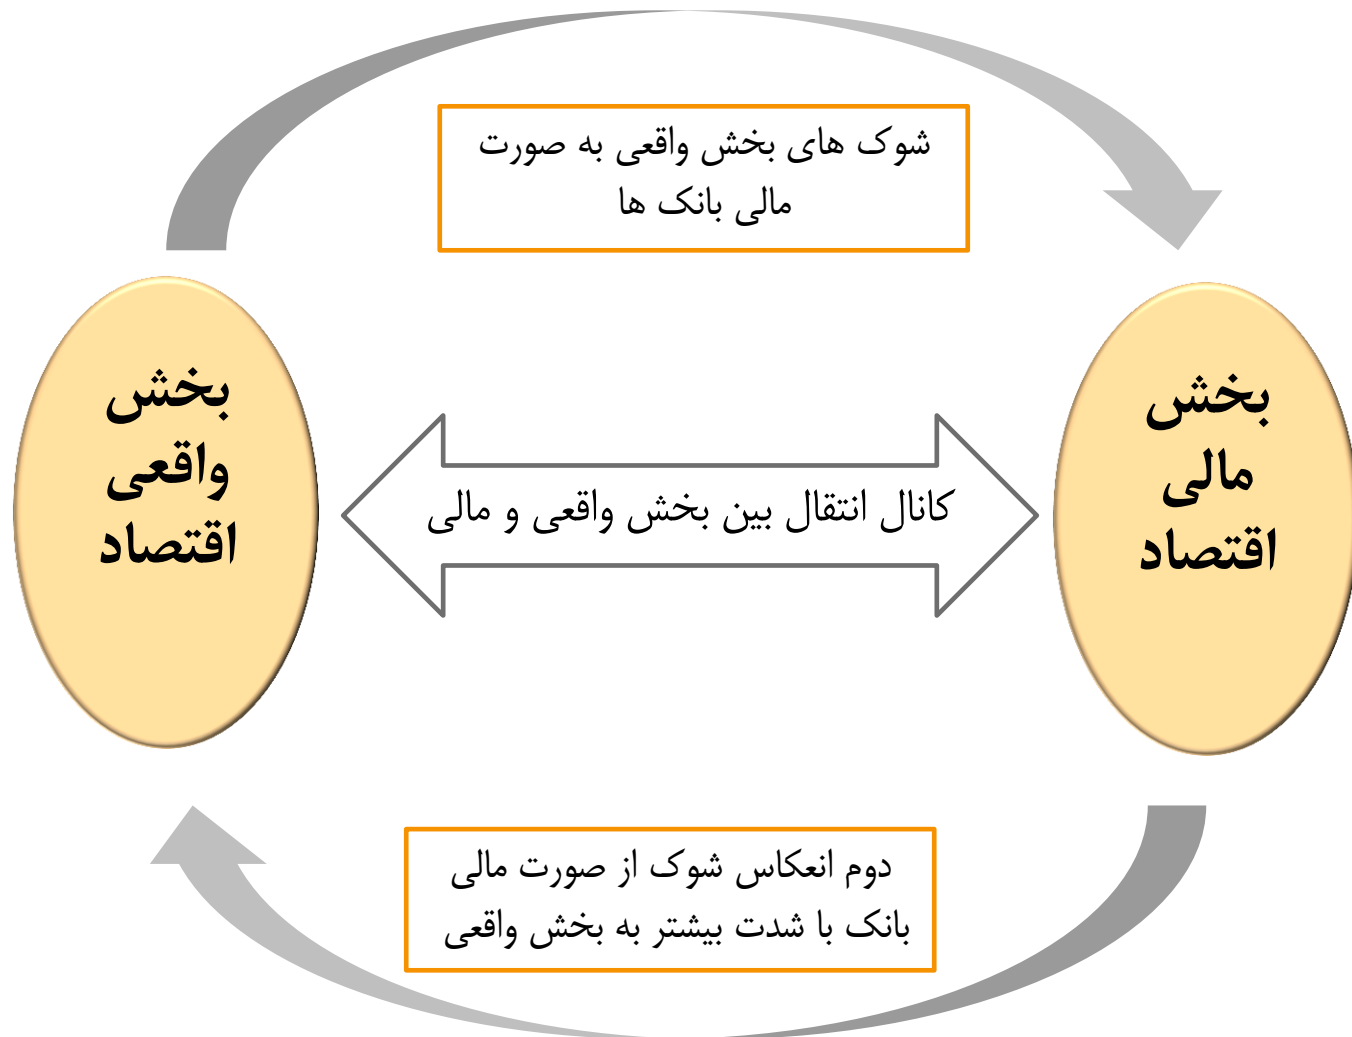 شوک های بخش واقعی به صورت
مالی بانک ها
بخش
مالی
اقتصاد
کانال انتقال بین بخش واقعی و مالی
بخش
واقعی
اقتصاد
دوم انعکاس شوک از صورت مالی
بانک با شدت بیشتر به بخش واقعی